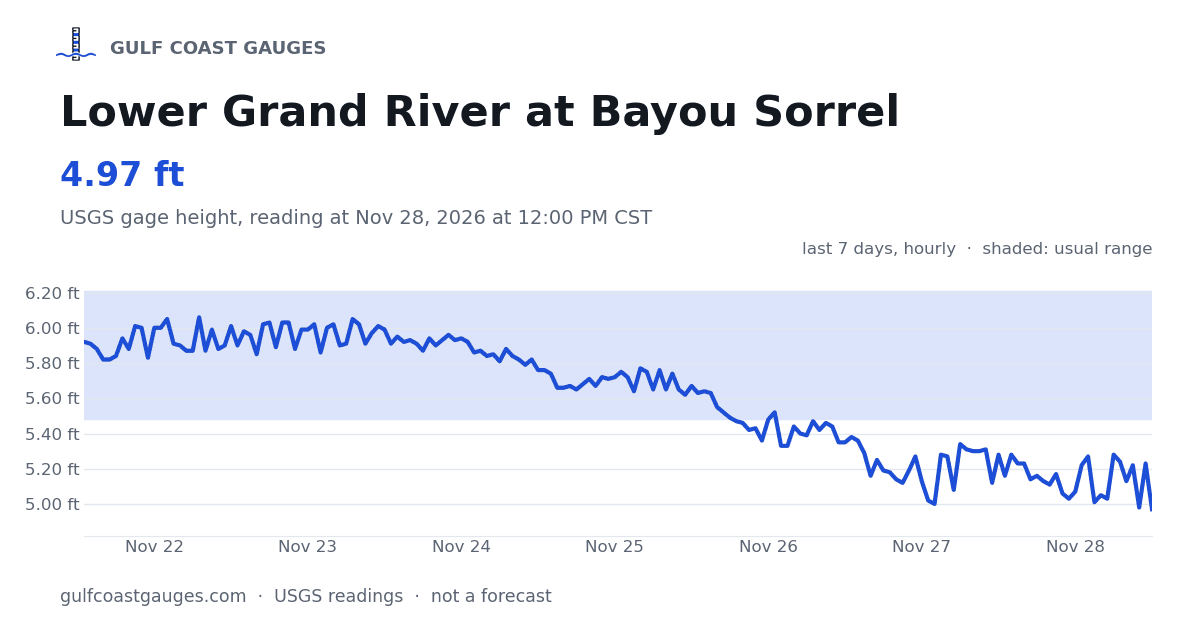 GULF COAST GAUGES
Lower Grand River at Bayou Sorrel
4.97 ft
USGS gage height, reading at Nov 28, 2026 at 12:00 PM CST
last 7 days, hourly · shaded: usual range
6.20 ft
6.00 ft
5.80 ft
5.60 ft
5.40 ft
5.20 ft
5.00 ft
Nov 22 Nov 23 Nov 24 Nov 25 Nov 26 Nov 27 Nov 28
gulfcoastgauges.com · USGS readings · not a forecast